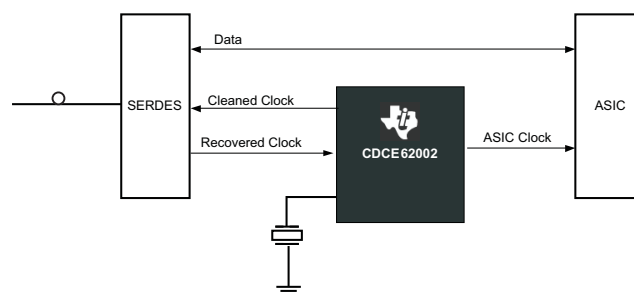 Data
SERDES
Cleaned Clock
ASIC
Recovered Clock
ASIC Clock
CDCE62002